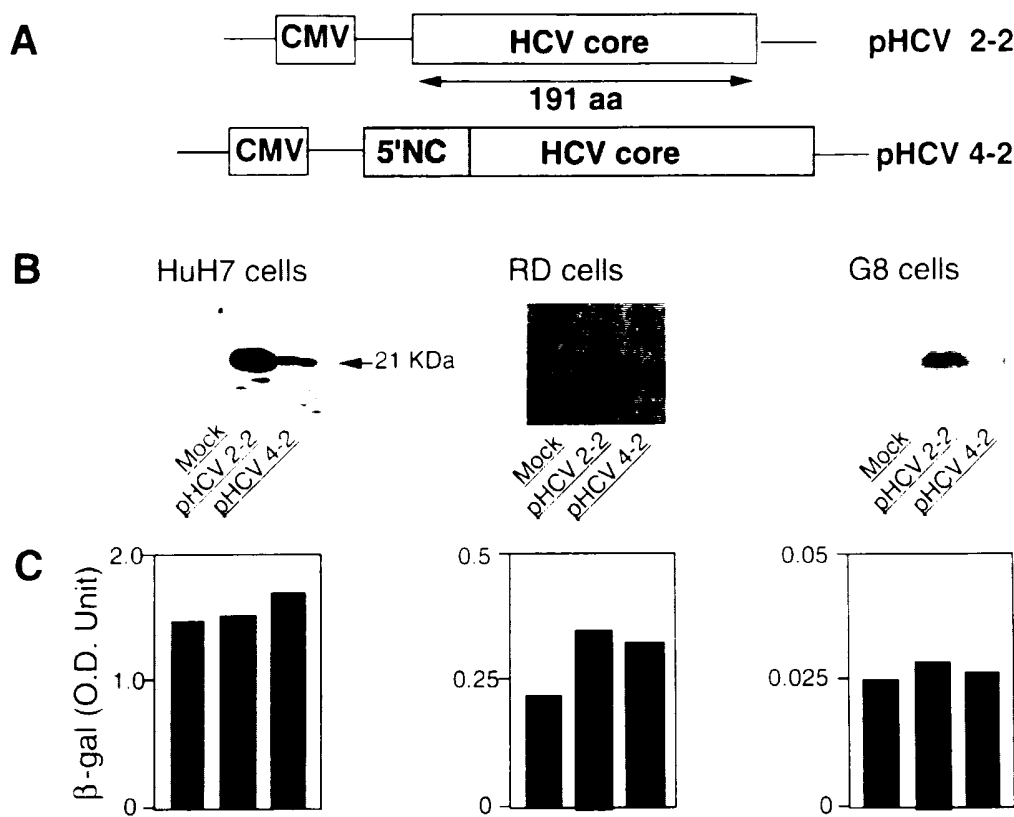 A
CMV
HCV core
pHCV 2-2
191 aa
CMV
5'NC
HCV core
pHCV 4-2
B
HuH7 cells
RD cells
G8 cells
21 KDa
Mock
pHCV 2-2
pHCV 4-2
Mock
pHCV 2-2
pHCV 4-2
Mock
pHCV 2-2
pHCV 4-2
C
β-gal (O.D. Unit)
2.0
1.0
0
0.5
0.25
0
0.05
0.025
0